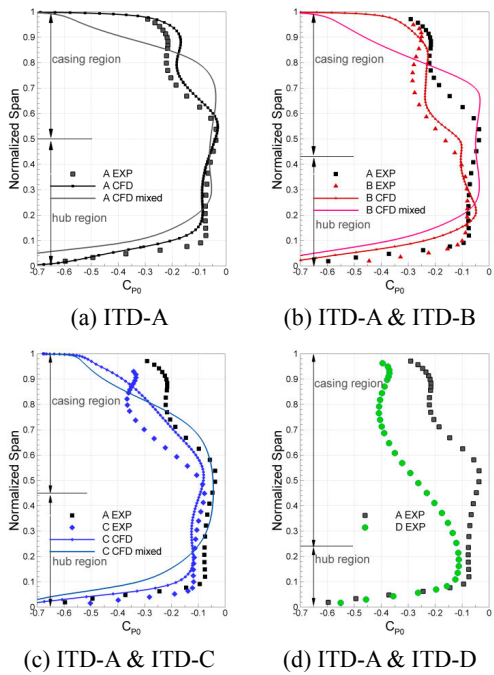 Normalized Span
1
0.9
0.8
0.7
0.6
0.5
0.4
0.3
0.2
0.1
0
casing region
A EXP
A CFD
A CFD mixed
hub region
-0.7 -0.6 -0.5 -0.4 -0.3 -0.2 -0.1 0
CP0
(a) ITD-A
Normalized Span
1
0.9
0.8
0.7
0.6
0.5
0.4
0.3
0.2
0.1
0
casing region
A EXP
B EXP
B CFD
B CFD mixed
hub region
-0.7 -0.6 -0.5 -0.4 -0.3 -0.2 -0.1 0
CP0
(b) ITD-A & ITD-B
Normalized Span
1
0.9
0.8
0.7
0.6
0.5
0.4
0.3
0.2
0.1
0
casing region
A EXP
C EXP
C CFD
C CFD mixed
hub region
-0.7 -0.6 -0.5 -0.4 -0.3 -0.2 -0.1 0
CP0
(c) ITD-A & ITD-C
Normalized Span
1
0.9
0.8
0.7
0.6
0.5
0.4
0.3
0.2
0.1
0
casing region
A EXP
D EXP
hub region
-0.7 -0.6 -0.5 -0.4 -0.3 -0.2 -0.1 0
CP0
(d) ITD-A & ITD-D